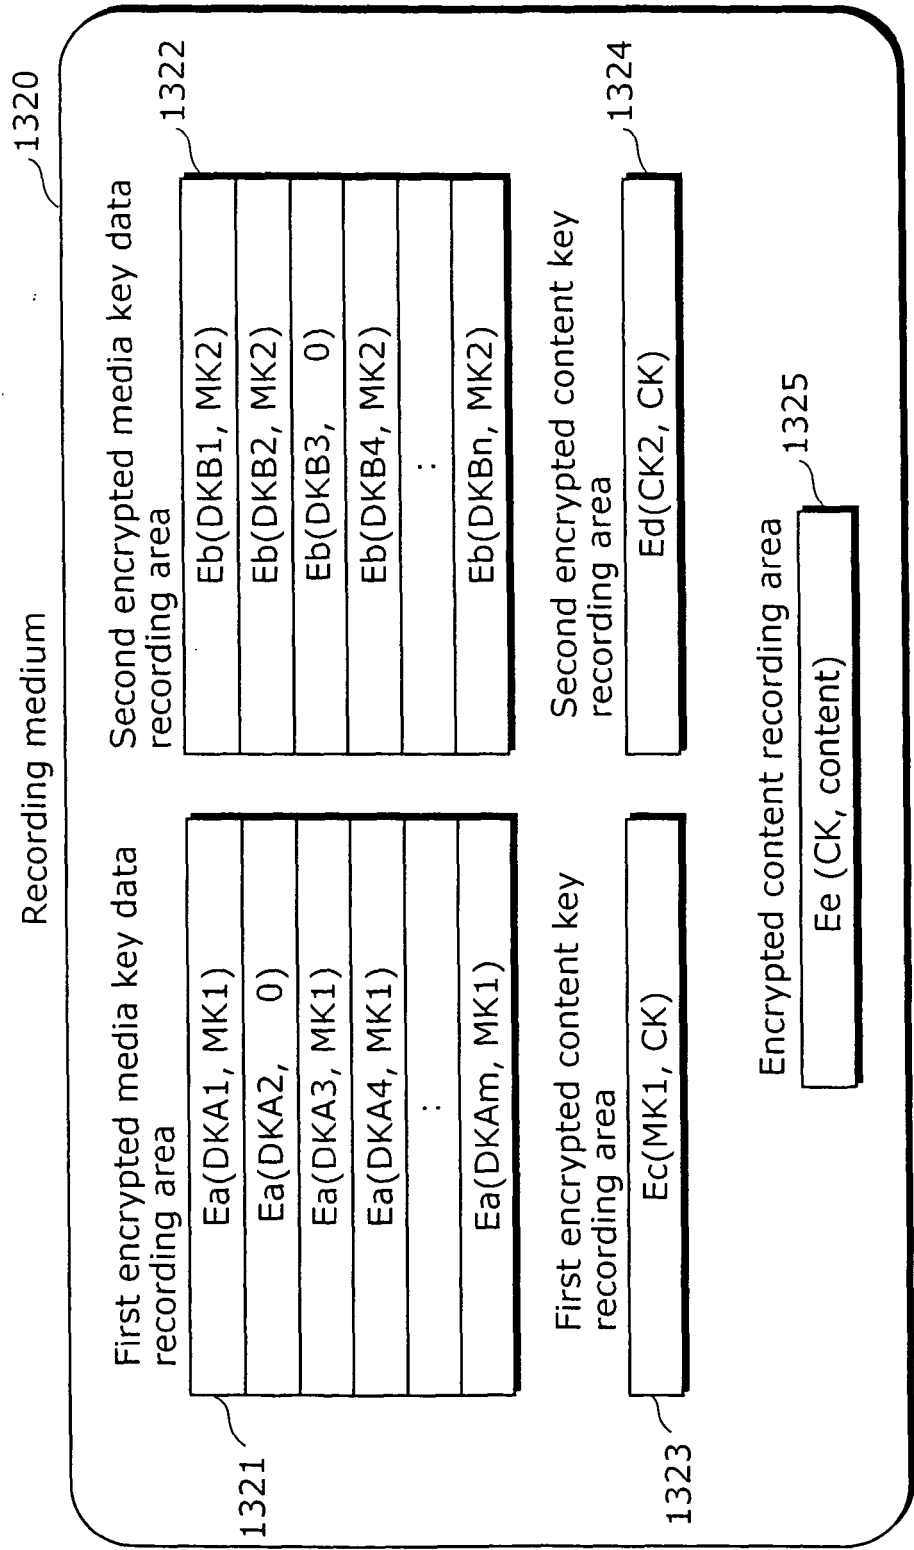 Recording medium
1320
First encrypted media key data
recording area
1321
Ea(DKA1, MK1)
Ea(DKA2, 0)
Ea(DKA3, MK1)
Ea(DKA4, MK1)
:
Ea(DKAm, MK1)
Second encrypted media key data
recording area
1322
Eb(DKB1, MK2)
Eb(DKB2, MK2)
Eb(DKB3, 0)
Eb(DKB4, MK2)
:
Eb(DKBn, MK2)
First encrypted content key
recording area
1323
Ec(MK1, CK)
Second encrypted content key
recording area
1324
Ed(CK2, CK)
Encrypted content recording area
1325
Ee (CK, content)